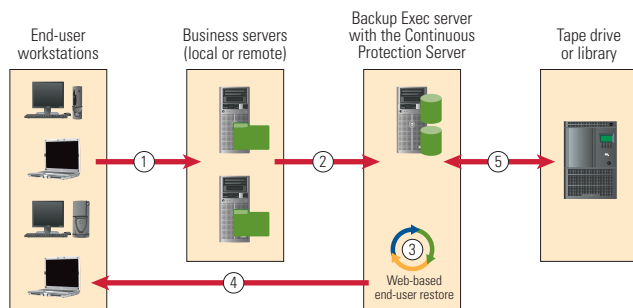 End-user
workstations
Business servers
(local or remote)
Backup Exec server
with the Continuous
Protection Server
Tape drive
or library
1
2
5
3
Web-based
end-user restore
4